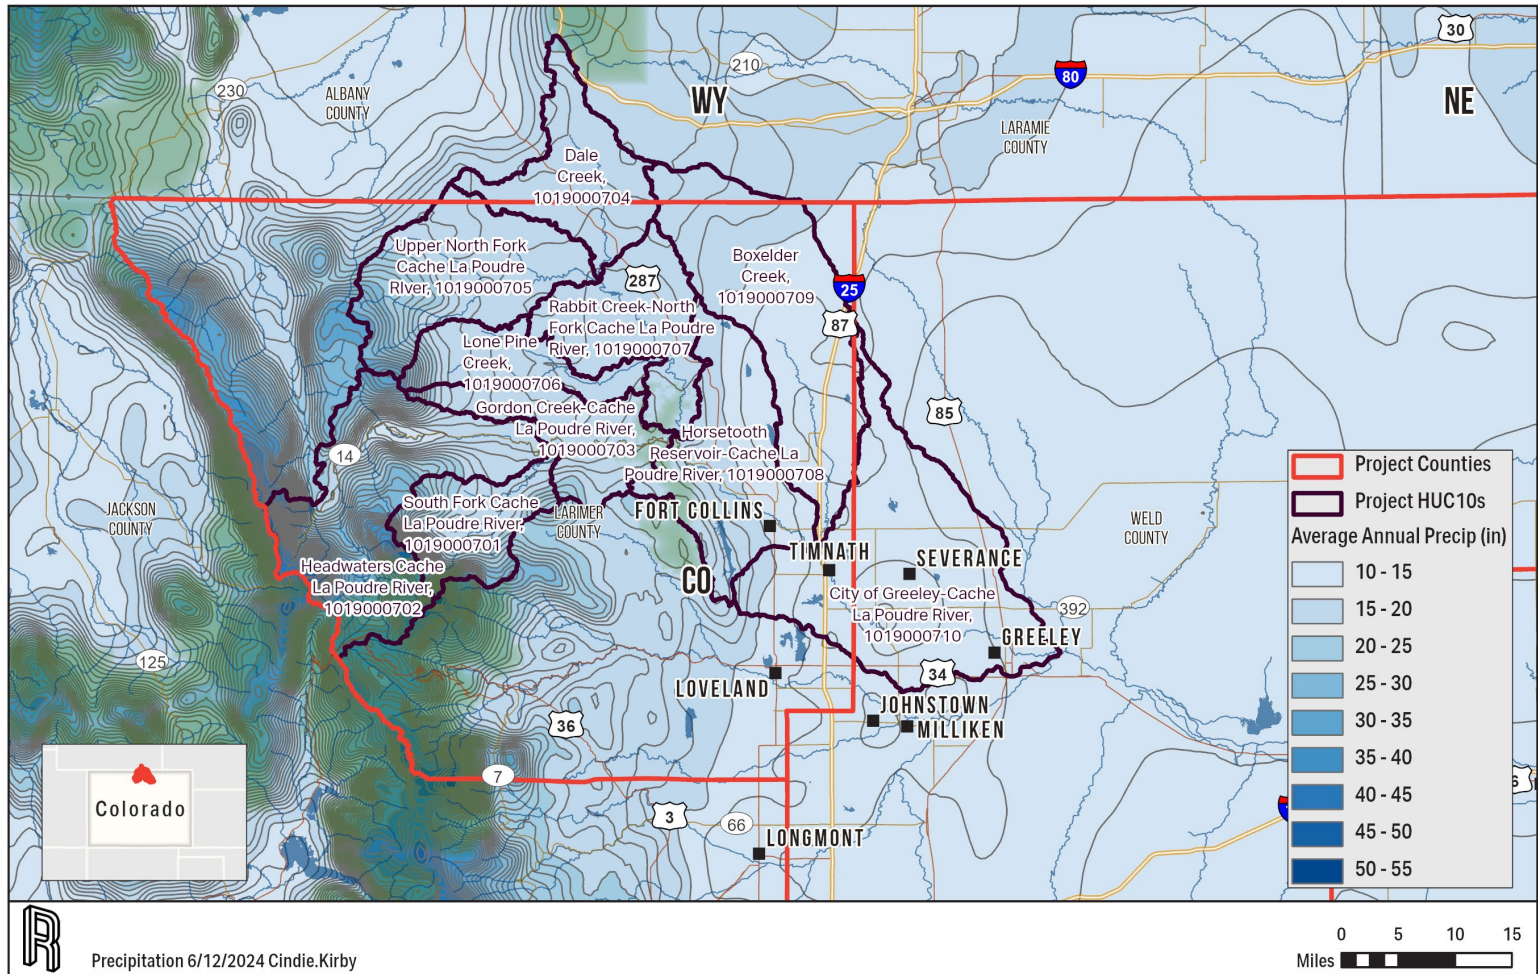 30
80
210
230
ALBANY
COUNTY
WY
NE
LARAMIE
COUNTY
Dale
Creek,
1019000704
Upper North Fork
Cache La Poudre
River, 1019000705
287
Boxelder
Creek,
1019000709
25
87
Rabbit Creek-North
Fork Cache La Poudre
River, 1019000707
Lone Pine
Creek,
1019000706
Gordon Creek-Cache
La Poudre River,
1019000703
85
Horsetooth
Reservoir-Cache La
Poudre River, 1019000708
14
South Fork Cache
La Poudre River,
1019000701
LARIMER
COUNTY
FORT COLLINS
JACKSON
COUNTY
WELD
COUNTY
Headwaters Cache
La Poudre River,
1019000702
CO
TIMNATH
SEVERANCE
City of Greeley-Cache
La Poudre River,
1019000710
392
GREELEY
125
34
LOVELAND
JOHNSTOWN
MILLIKEN
36
7
3
66
LONGMONT
6
Colorado
Project Counties
Project HUC10s
Average Annual Precip (in)
10 - 15
15 - 20
20 - 25
25 - 30
30 - 35
35 - 40
40 - 45
45 - 50
50 - 55
R
Precipitation 6/12/2024 Cindie.Kirby
0 5 10 15
Miles